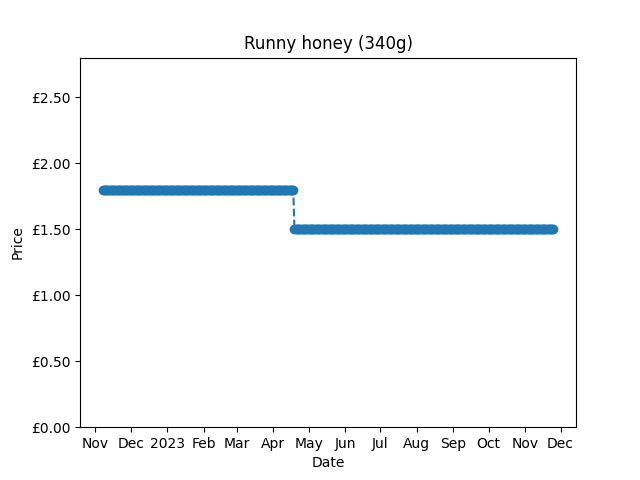 Runny honey (340g)
£2.50
£2.00
£1.50
£1.00
£0.50
£0.00
Price
Nov Dec 2023 Feb Mar Apr May Jun Jul Aug Sep Oct Nov Dec
Date